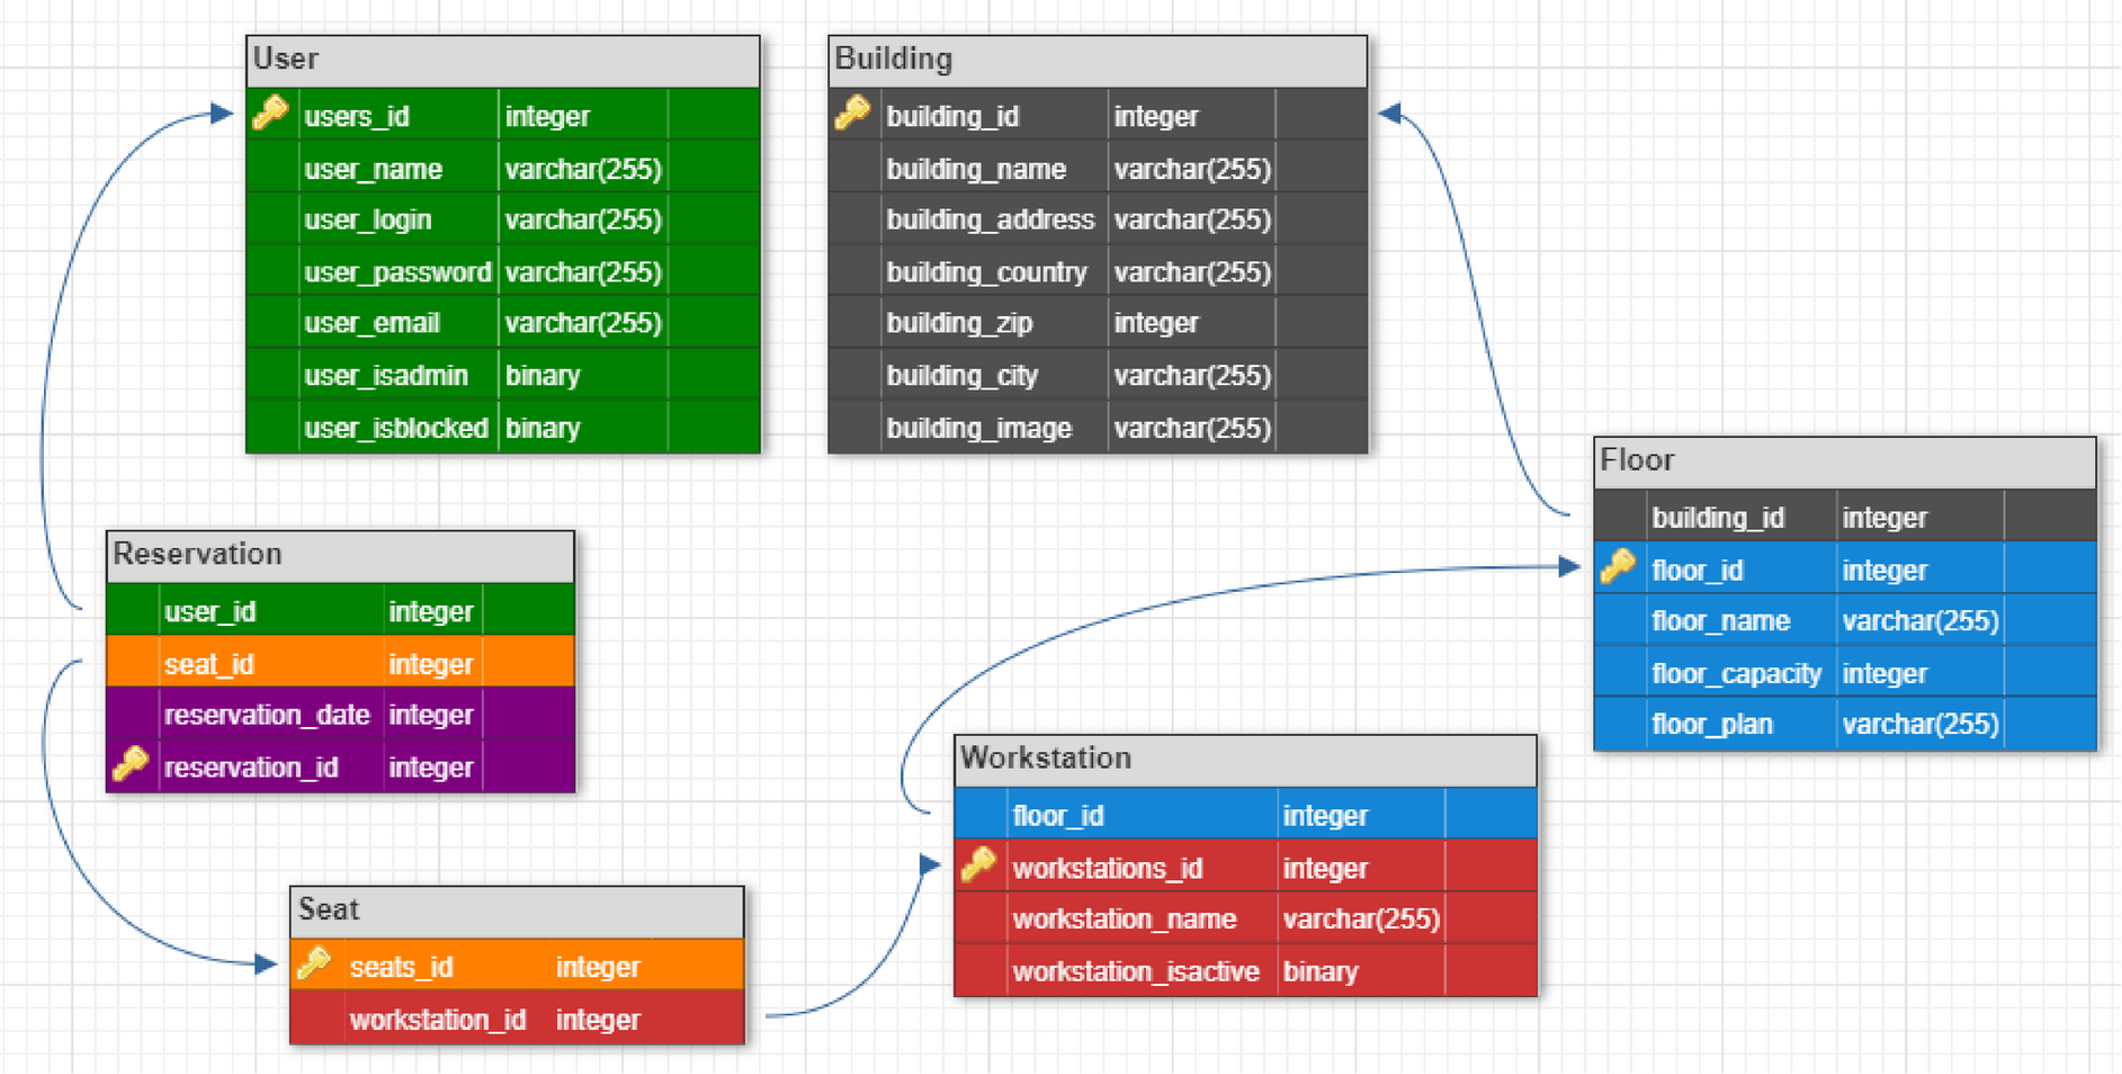 User
users_id integer
user_name varchar(255)
user_login varchar(255)
user_password varchar(255)
user_email varchar(255)
user_isadmin binary
user_isblocked binary
Building
building_id integer
building_name varchar(255)
building_address varchar(255)
building_country varchar(255)
building_zip integer
building_city varchar(255)
building_image varchar(255)
Floor
building_id integer
floor_id integer
floor_name varchar(255)
floor_capacity integer
floor_plan varchar(255)
Reservation
user_id integer
seat_id integer
reservation_date integer
reservation_id integer
Workstation
floor_id integer
workstations_id integer
workstation_name varchar(255)
workstation_isactive binary
Seat
seats_id integer
workstation_id integer